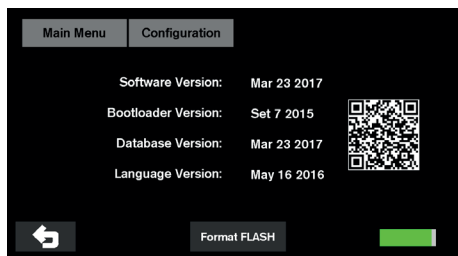 Main Menu Configuration
Software Version: Mar 23 2017
Bootloader Version: Set 7 2015
Database Version: Mar 23 2017
Language Version: May 16 2016
Format FLASH